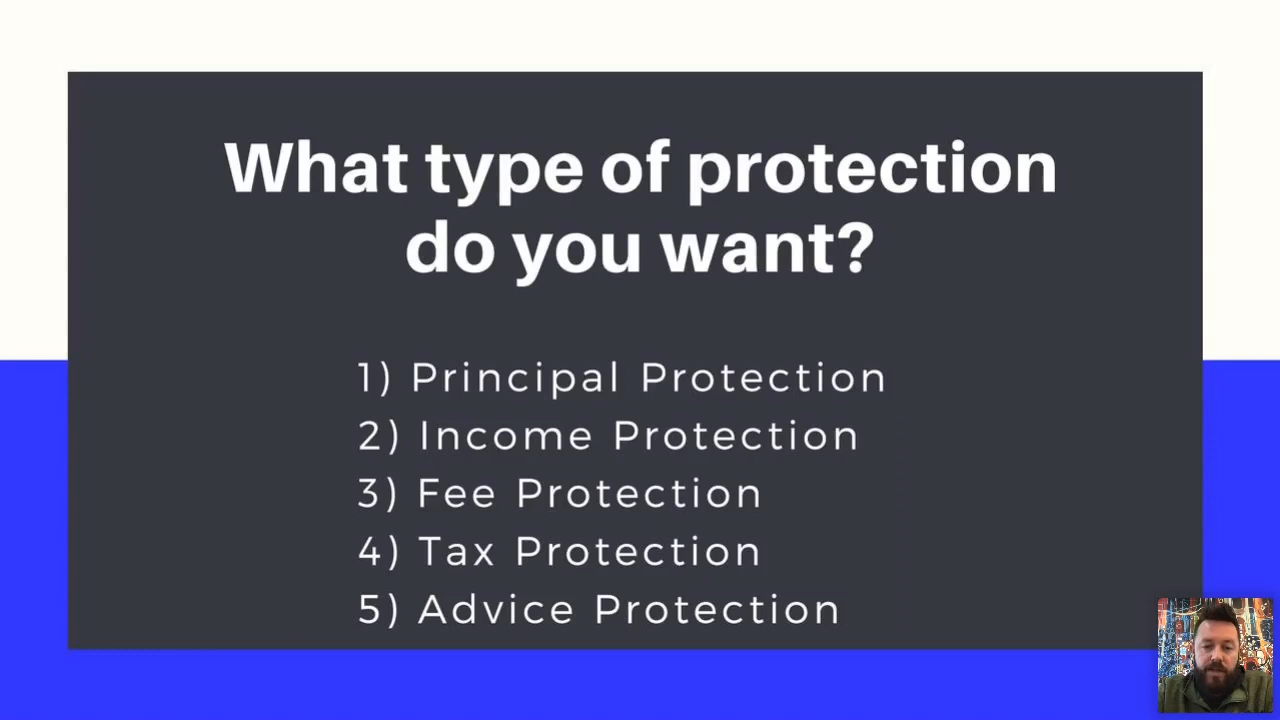 What type of protection
do you want?
1) Principal Protection
2) Income Protection
3) Fee Protection
4) Tax Protection
5) Advice Protection